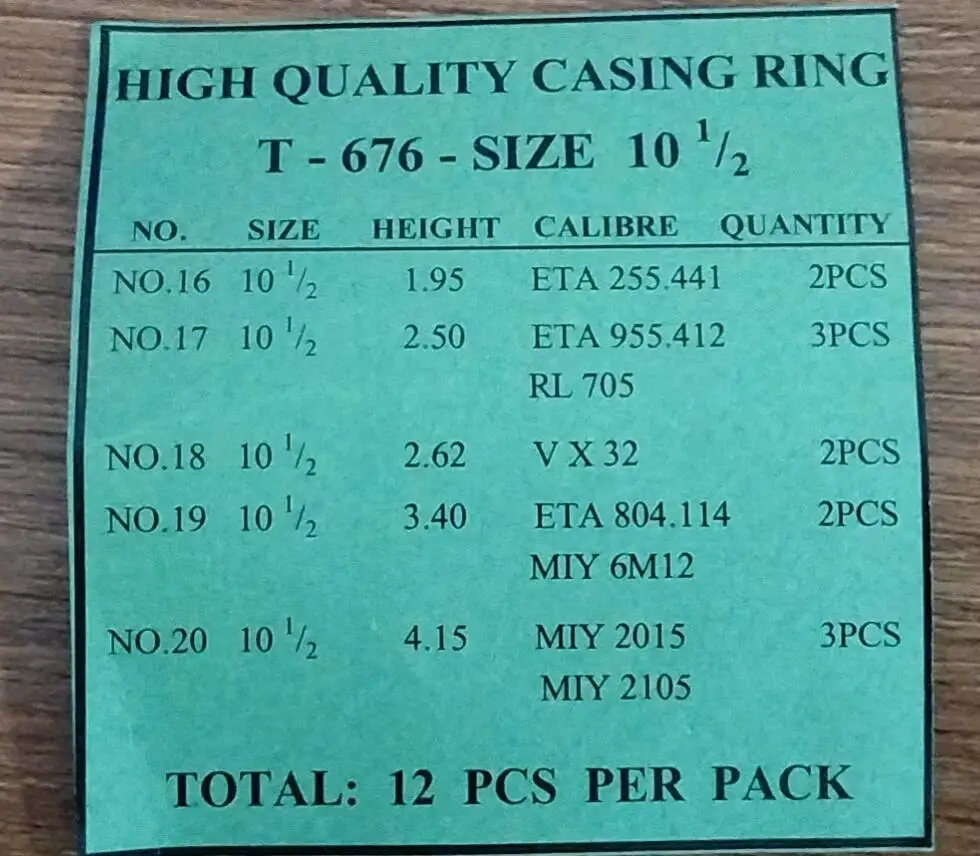 HIGH QUALITY CASING RING
T - 676 - SIZE 10 1/2
NO. SIZE HEIGHT CALIBRE QUANTITY
NO.16 10 1/2 1.95 ETA 255.441 2PCS
NO.17 10 1/2 2.50 ETA 955.412 3PCS
RL 705
NO.18 10 1/2 2.62 V X 32 2PCS
NO.19 10 1/2 3.40 ETA 804.114 2PCS
MIY 6M12
NO.20 10 1/2 4.15 MIY 2015 3PCS
MIY 2105
TOTAL: 12 PCS PER PACK